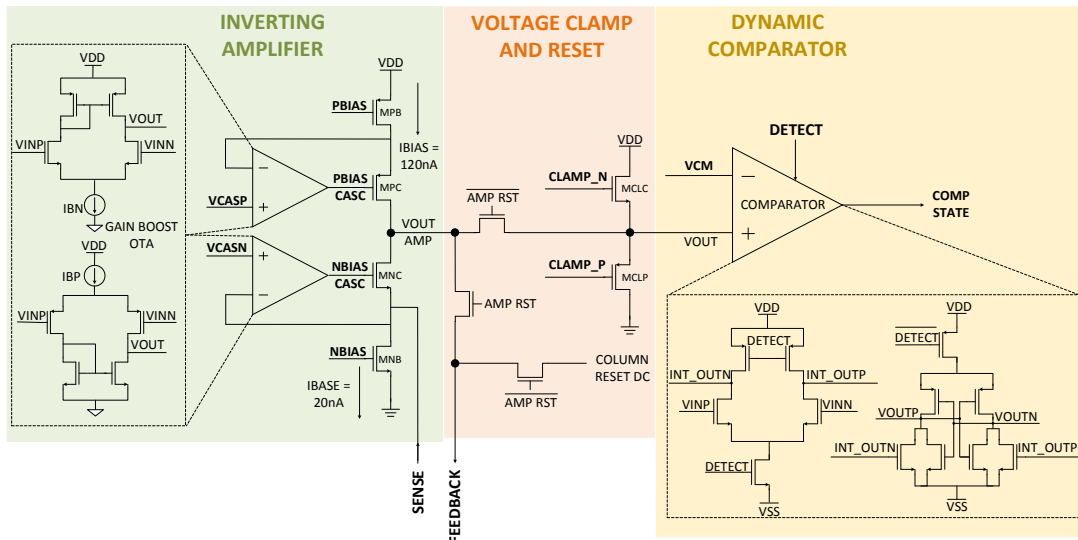 INVERTING
AMPLIFIER
VOLTAGE CLAMP
AND RESET
DYNAMIC
COMPARATOR
VDD
VOUT
VINP
VINN
IBN
GAIN BOOST
OTA
VDD
IBP
VINP
VINN
VOUT
VCASP
VCASN
−
+
+
−
VDD
PBIAS
MPB
IBIAS =
120nA
PBIAS
CASC
MPC
VOUT
AMP
NBIAS
CASC
MNC
NBIAS
MNB
IBASE =
20nA
SENSE
FEEDBACK
AMP RST
AMP RST
AMP RST
COLUMN
RESET DC
VDD
CLAMP_N
MCLC
CLAMP_P
MCLP
VOUT
DETECT
VCM
−
COMPARATOR
+
COMP
STATE
VDD
DETECT
INT_OUTN
INT_OUTP
VINP
VINN
DETECT
VSS
VDD
DETECT
VOUTP
VOUTN
INT_OUTN
INT_OUTP
VSS